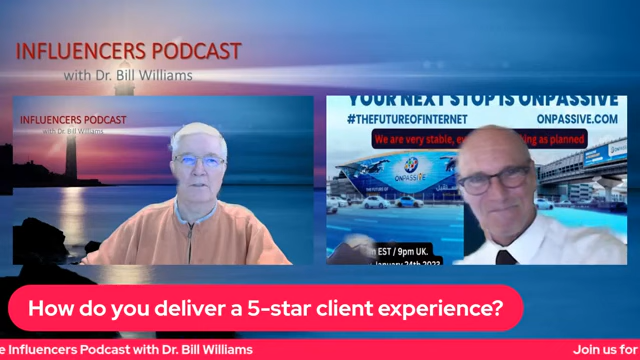 INFLUENCERS PODCAST
with Dr. Bill Williams
INFLUENCERS PODCAST
with Dr. Bill Williams
YOUR NEXT STOP IS ONPASSIVE
#THEFUTUREOFINTERNET ONPASSIVE.COM
We are very stable, e as planned
ONPASSIVE
EST / 9pm UK.
January 24th 2023
How do you deliver a 5-star client experience?
e Influencers Podcast with Dr. Bill Williams Join us for